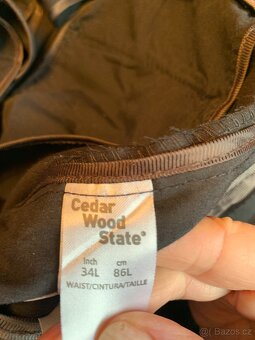 Cedar
Wood
State®
Inch cm
34L 86L
WAIST/CINTURA/TAILLE
Bazos.cz